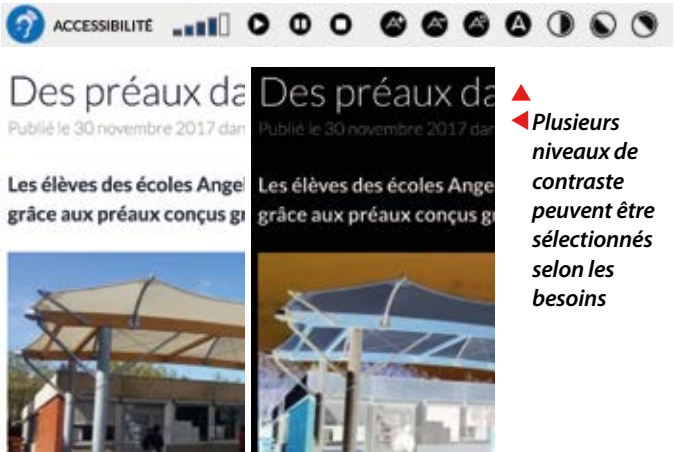 ACCESSIBILITÉ
Des préaux da
Publié le 30 novembre 2017 dan
Les élèves des écoles Angel
grâce aux préaux conçus gr
Des préaux da
Publié le 30 novembre 2017 dan
Les élèves des écoles Ange
grâce aux préaux conçus g
Plusieurs
niveaux de
contraste
peuvent être
sélectionnés
selon les
besoins